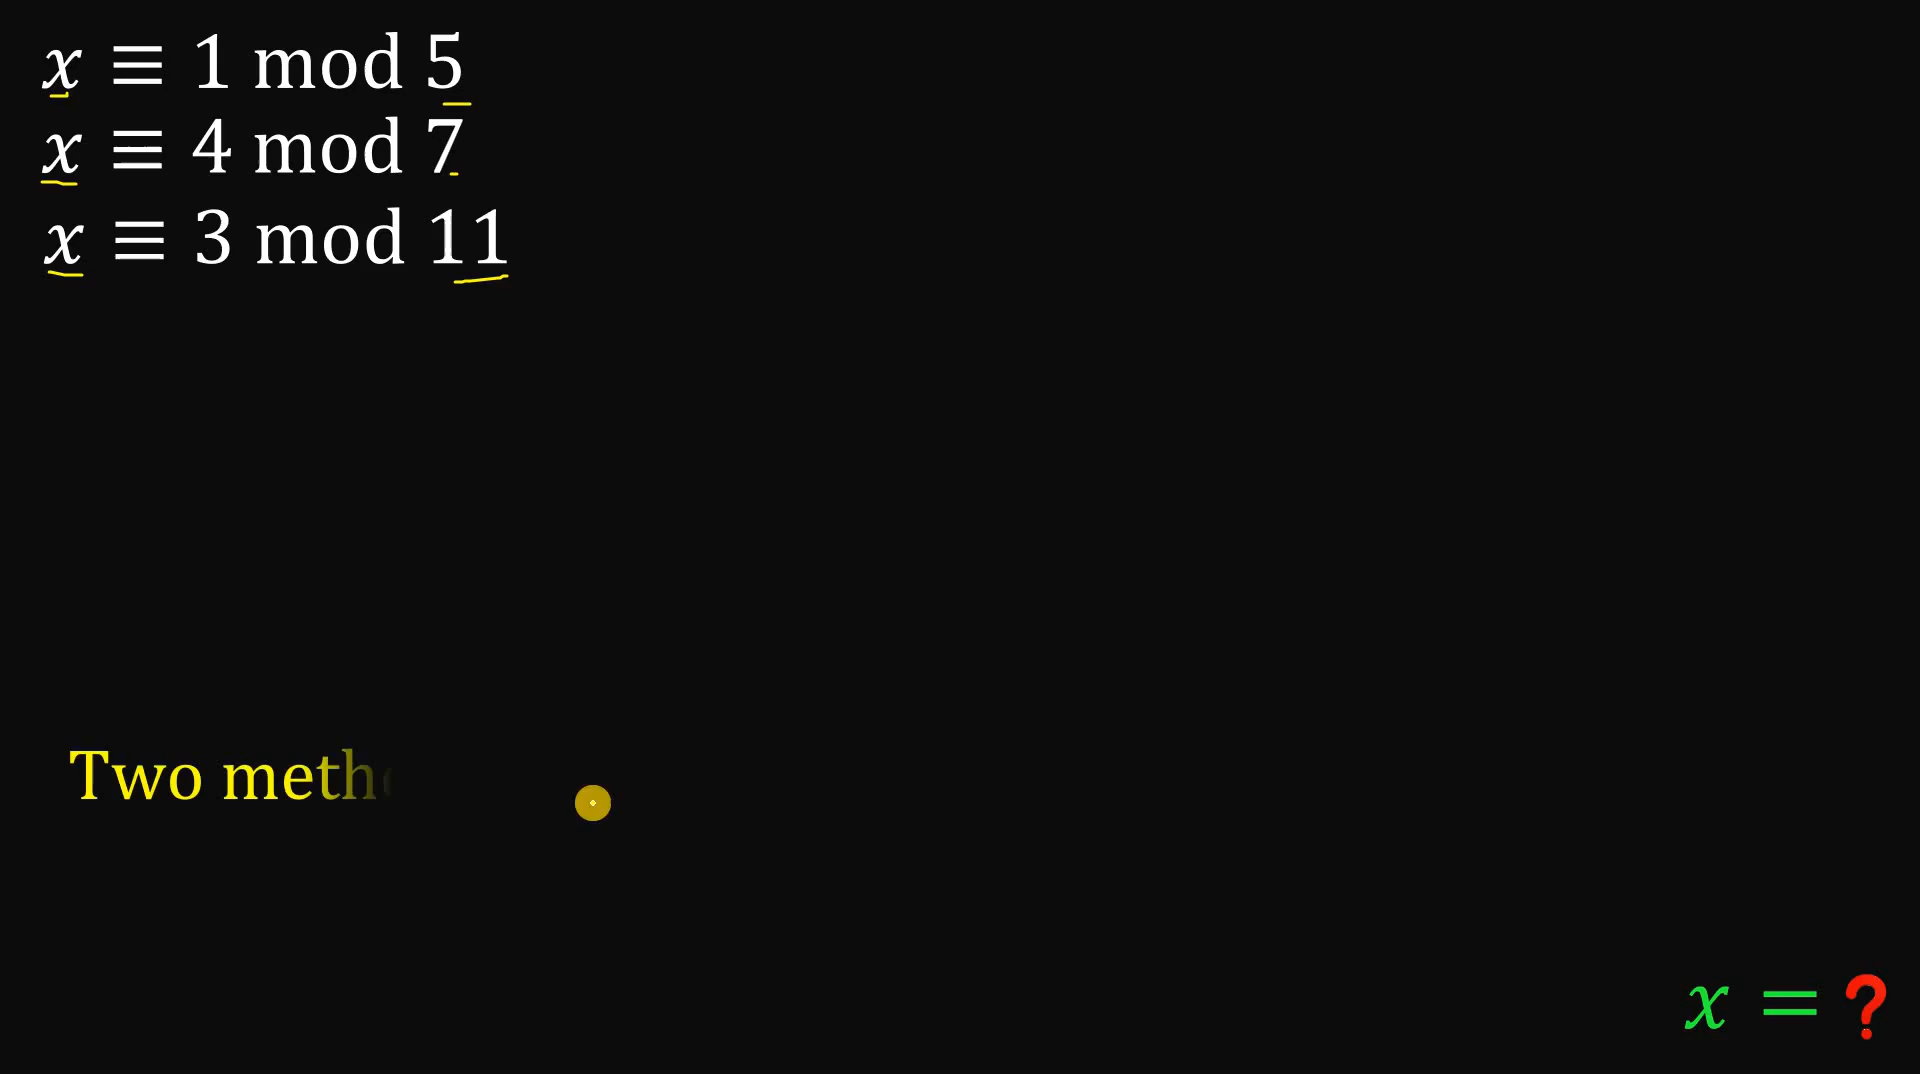 x ≡ 1 mod 5
x ≡ 4 mod 7
x ≡ 3 mod 11
Two meth
x = ?